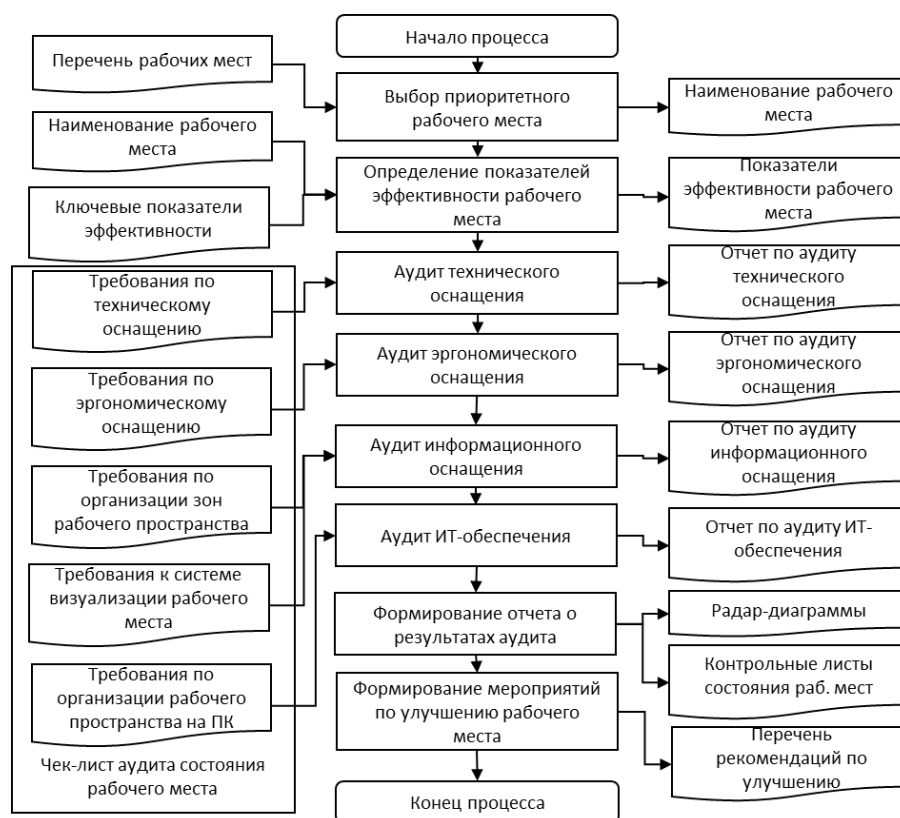 Начало процесса
Перечень рабочих мест
Выбор приоритетного
рабочего места
Наименование рабочего
места
Наименование рабочего
места
Определение показателей
эффективности рабочего
места
Показатели
эффективности рабочего
места
Ключевые показатели
эффективности
Требования по
техническому
оснащению
Аудит технического
оснащения
Отчет по аудиту
технического
оснащения
Требования по
эргономическому
оснащению
Аудит эргономического
оснащения
Отчет по аудиту
эргономического
оснащения
Требования по
организации зон
рабочего пространства
Аудит информационного
оснащения
Отчет по аудиту
информационного
оснащения
Требования к системе
визуализации рабочего
места
Аудит ИТ-обеспечения
Отчет по аудиту ИТ-
обеспечения
Формирование отчета о
результатах аудита
Радар-диаграммы
Контрольные листы
состояния раб. мест
Требования по
организации рабочего
пространства на ПК
Формирование мероприятий
по улучшению рабочего
места
Перечень
рекомендаций по
улучшению
Чек-лист аудита состояния
рабочего места
Конец процесса